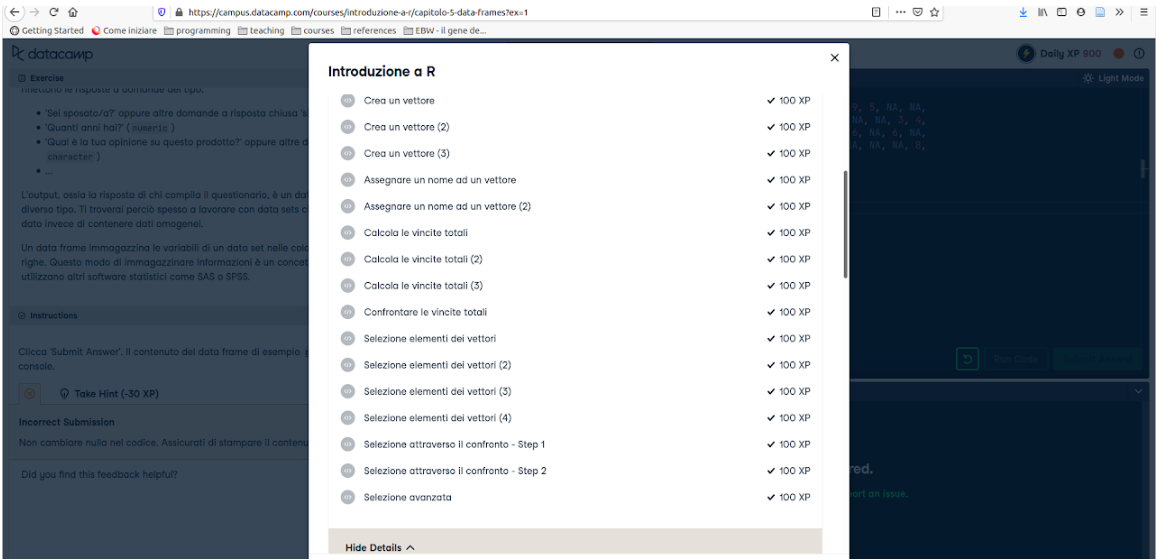 https://campus.datacamp.com/courses/introduzione-a-r/capitolo-5-data-frames?ex=1
Getting Started Come iniziare programming teaching courses references EBW - il gene de...
datacamp
Daily XP 900
Exercise
Light Mode
mettono le risposte a domande del tipo:
'Sei sposato/a?' oppure altre domande a risposta chiusa 's
'Quanti anni hai?' ( numeric )
'Qual è la tua opinione su questo prodotto?' oppure altre d
character )
...
L'output, ossia la risposta di chi compila il questionario, è un dat
diverso tipo. Ti troverai perciò spesso a lavorare con data sets c
dato invece di contenere dati omogenei.
Un data frame immagazzina le variabili di un data set nelle colo
righe. Questo modo di immagazzinare informazioni è un concet
utilizzano altri software statistici come SAS o SPSS.
Instructions
Clicca 'Submit Answer'. Il contenuto del data frame di esempio
console.
Take Hint (-30 XP)
Incorrect Submission
Non cambiare nulla nel codice. Assicurati di stampare il contenu
Did you find this feedback helpful?
Introduzione a R
Crea un vettore 100 XP
Crea un vettore (2) 100 XP
Crea un vettore (3) 100 XP
Assegnare un nome ad un vettore 100 XP
Assegnare un nome ad un vettore (2) 100 XP
Calcola le vincite totali 100 XP
Calcola le vincite totali (2) 100 XP
Calcola le vincite totali (3) 100 XP
Confrontare le vincite totali 100 XP
Selezione elementi dei vettori 100 XP
Selezione elementi dei vettori (2) 100 XP
Selezione elementi dei vettori (3) 100 XP
Selezione elementi dei vettori (4) 100 XP
Selezione attraverso il confronto - Step 1 100 XP
Selezione attraverso il confronto - Step 2 100 XP
Selezione avanzata 100 XP
Hide Details
9, 5, NA, NA,
NA, NA, 3, 4,
6, NA, 6, NA,
NA, NA, 8,
Run Code
red.
ort an issue.